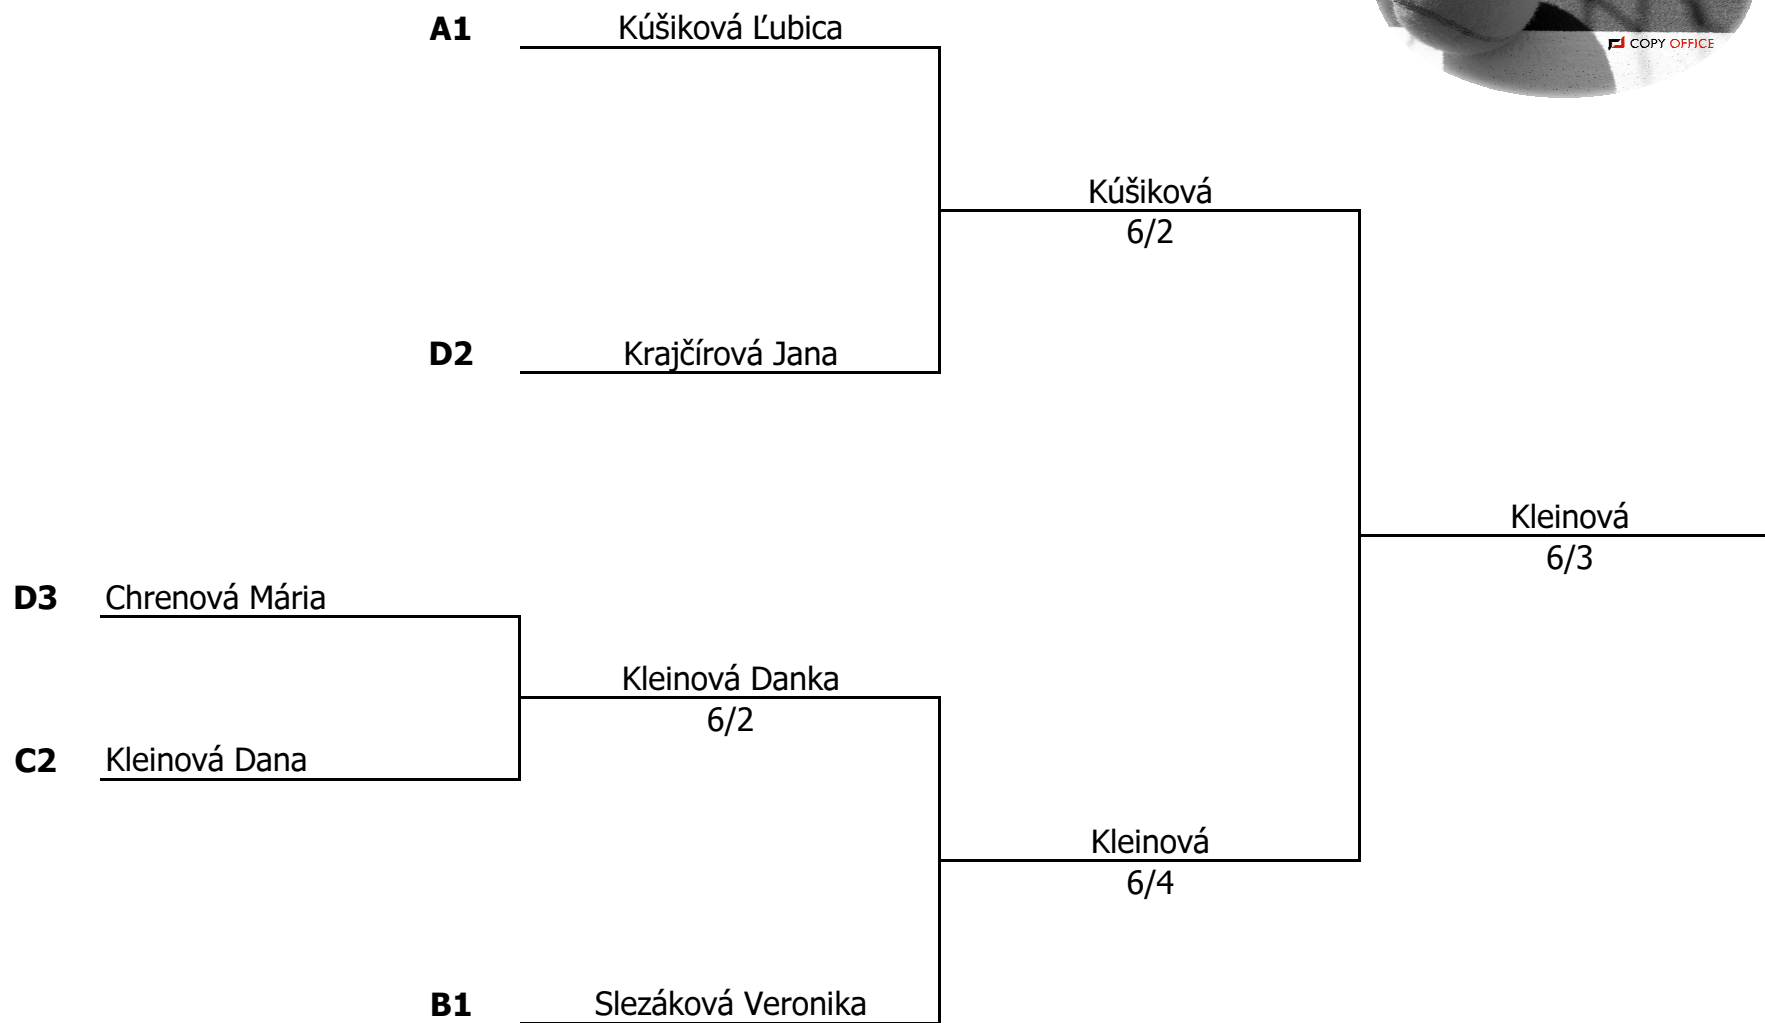 A1 Kúšiková Ľubica
COPY OFFICE
Kúšiková
6/2
D2 Krajčírová Jana
Kleinová
6/3
D3 Chrenová Mária
Kleinová Danka
6/2
C2 Kleinová Dana
Kleinová
6/4
B1 Slezáková Veronika